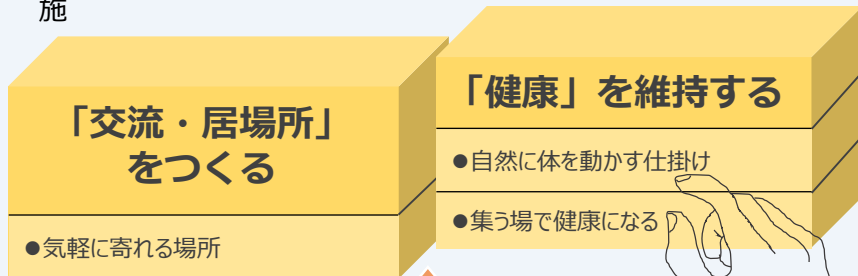 施
「交流・居場所」
をつくる
●気軽に寄れる場所
「健康」を維持する
●自然に体を動かす仕掛け
●集う場で健康になる